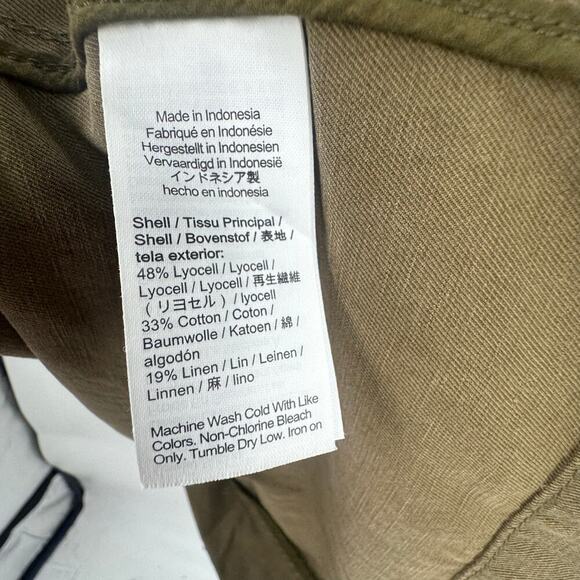 Made in Indonesia
Fabriqué en Indonésie
Hergestellt in Indonesien
Vervaardigd in Indonesië
インドネシア製
hecho en indonesia
Shell / Tissu Principal /
Shell / Bovenstof / 表地 /
tela exterior:
48% Lyocell / Lyocell /
Lyocell / Lyocell / 再生繊維
(リヨセル) / lyocell
33% Cotton / Coton /
Baumwolle / Katoen / 綿 /
algodón
19% Linen / Lin / Leinen /
Linnen / 麻 / lino
Machine Wash Cold With Like
Colors. Non-Chlorine Bleach
Only. Tumble Dry Low. Iron on